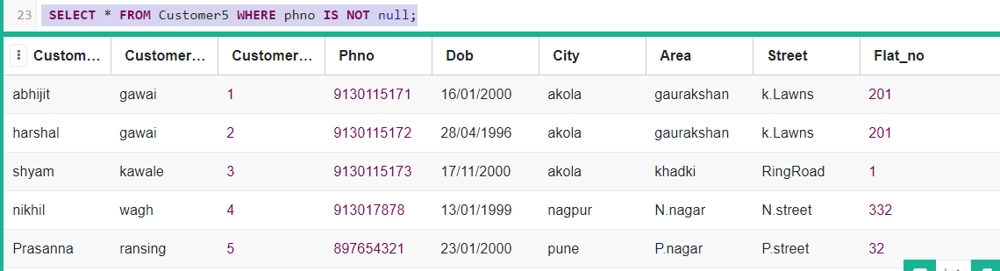 23 SELECT * FROM Customer5 WHERE phno IS NOT null;
Custom... Customer... Customer... Phno Dob City Area Street Flat_no
abhijit gawai 1 9130115171 16/01/2000 akola gaurakshan k.Lawns 201
harshal gawai 2 9130115172 28/04/1996 akola gaurakshan k.Lawns 201
shyam kawale 3 9130115173 17/11/2000 akola khadki RingRoad 1
nikhil wagh 4 913017878 13/01/1999 nagpur N.nagar N.street 332
Prasanna ransing 5 897654321 23/01/2000 pune P.nagar P.street 32